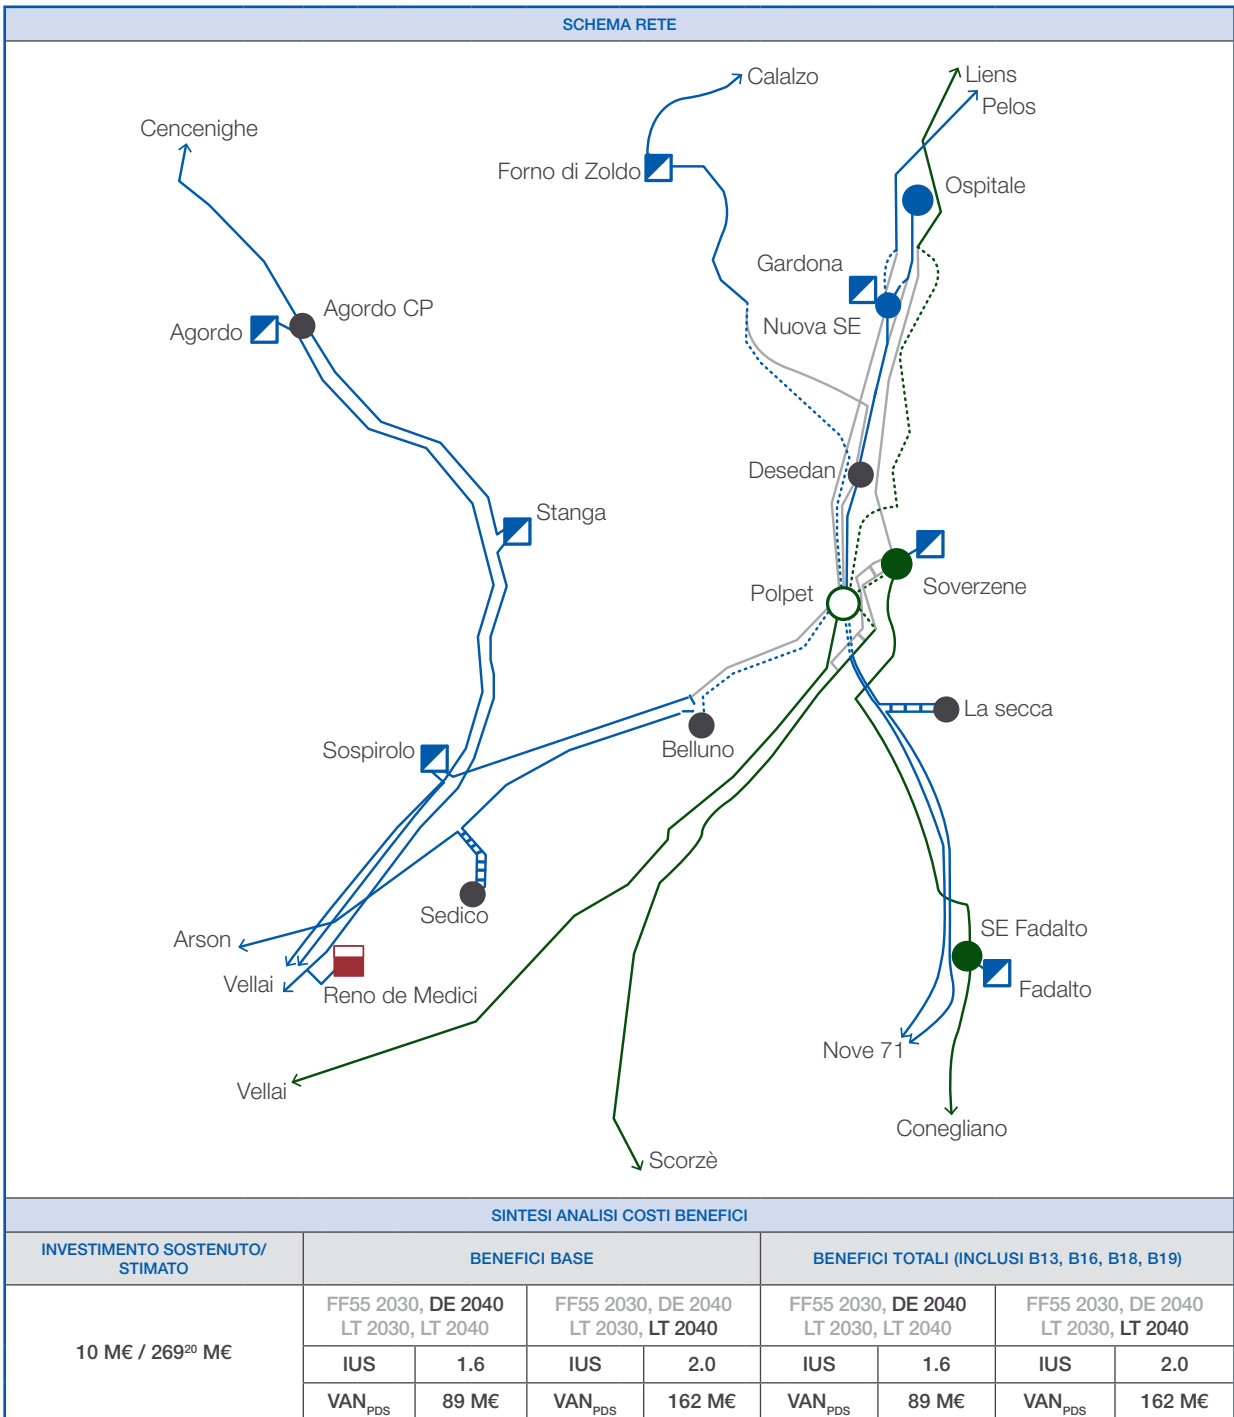 SCHEMA RETE
Liens
Calalzo
Pelos
Cencenighe
Forno di Zoldo
Ospitale
Gardona
Agordo CP
Agordo
Nuova SE
Desedan
Stanga
Soverzene
Polpet
La secca
Sospirolo
Belluno
Sedico
Arson
SE Fadalto
Vellai
Reno de Medici
Fadalto
Nove 71
Vellai
Conegliano
Scorzè
SINTESI ANALISI COSTI BENEFICI
INVESTIMENTO SOSTENUTO/
STIMATO
BENEFICI BASE
BENEFICI TOTALI (INCLUSI B13, B16, B18, B19)
10 M€ / 269²⁰ M€
FF55 2030, DE 2040
LT 2030, LT 2040
FF55 2030, DE 2040
LT 2030, LT 2040
FF55 2030, DE 2040
LT 2030, LT 2040
FF55 2030, DE 2040
LT 2030, LT 2040
IUS 1.6 IUS 2.0 IUS 1.6 IUS 2.0
VAN_PDS 89 M€ VAN_PDS 162 M€ VAN_PDS 89 M€ VAN_PDS 162 M€